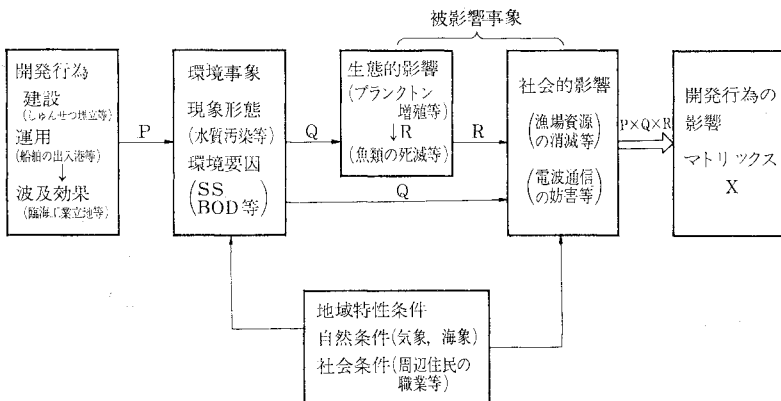 被影響事象
開発行為
建設
(しゅんせつ埋立等)
運用
(船舶の出入港等)
↓
波及効果
(臨海工業立地等)
P
環境事象
現象形態
(水質汚染等)
環境要因
(SS
BOD等)
Q
生態的影響
(プランクトン
増殖等)
↓R
(魚類の死滅等)
R
Q
社会的影響
(漁場資源
の消滅等)
(電波通信
の妨害等)
P×Q×R
開発行為の
影響
マトリックス
X
地域特性条件
自然条件(気象,海象)
社会条件(周辺住民の
職業等)